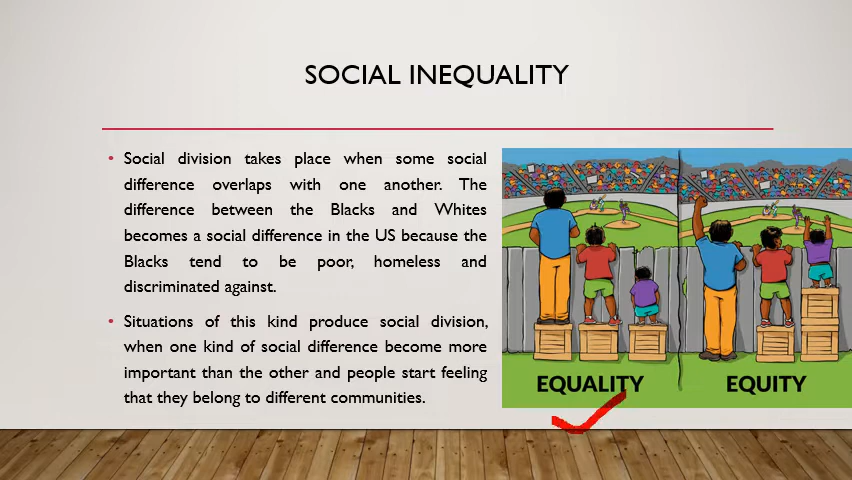 SOCIAL INEQUALITY
• Social division takes place when some social
difference overlaps with one another. The
difference between the Blacks and Whites
becomes a social difference in the US because the
Blacks tend to be poor, homeless and
discriminated against.
• Situations of this kind produce social division,
when one kind of social difference become more
important than the other and people start feeling
that they belong to different communities.
EQUALITY
EQUITY